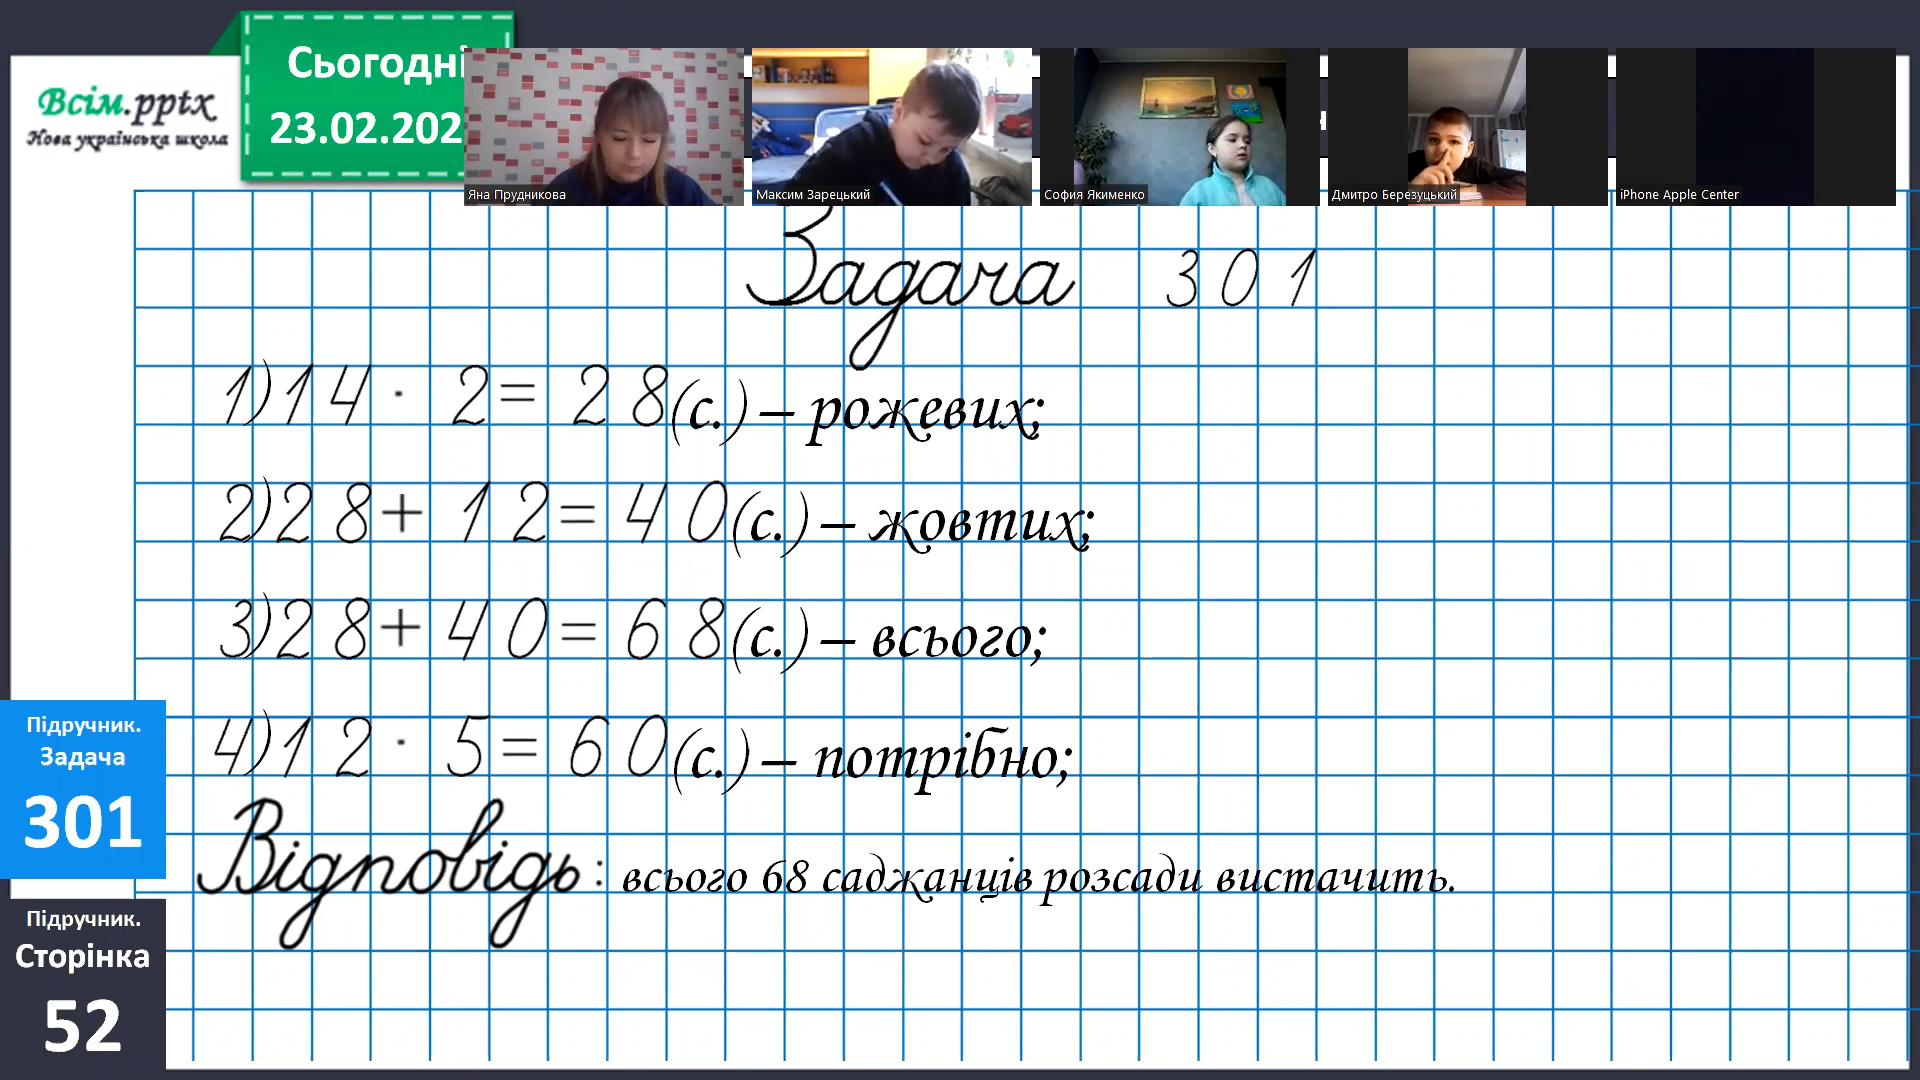 Сьогодні
23.02.202
Всім.pptx
Нова українська школа
Яна Прудникова
Максим Зарецький
София Якименко
Дмитро Березуцький
iPhone Apple Center
Задача 301
1)14 · 2= 28(с.) – рожевих;
2)28+ 12= 40(с.) – жовтих;
3)28+ 40= 68(с.) – всього;
4)12 · 5= 60(с.) – потрібно;
Відповідь: всього 68 саджанців розсади вистачить.
Підручник.
Задача
301
Підручник.
Сторінка
52